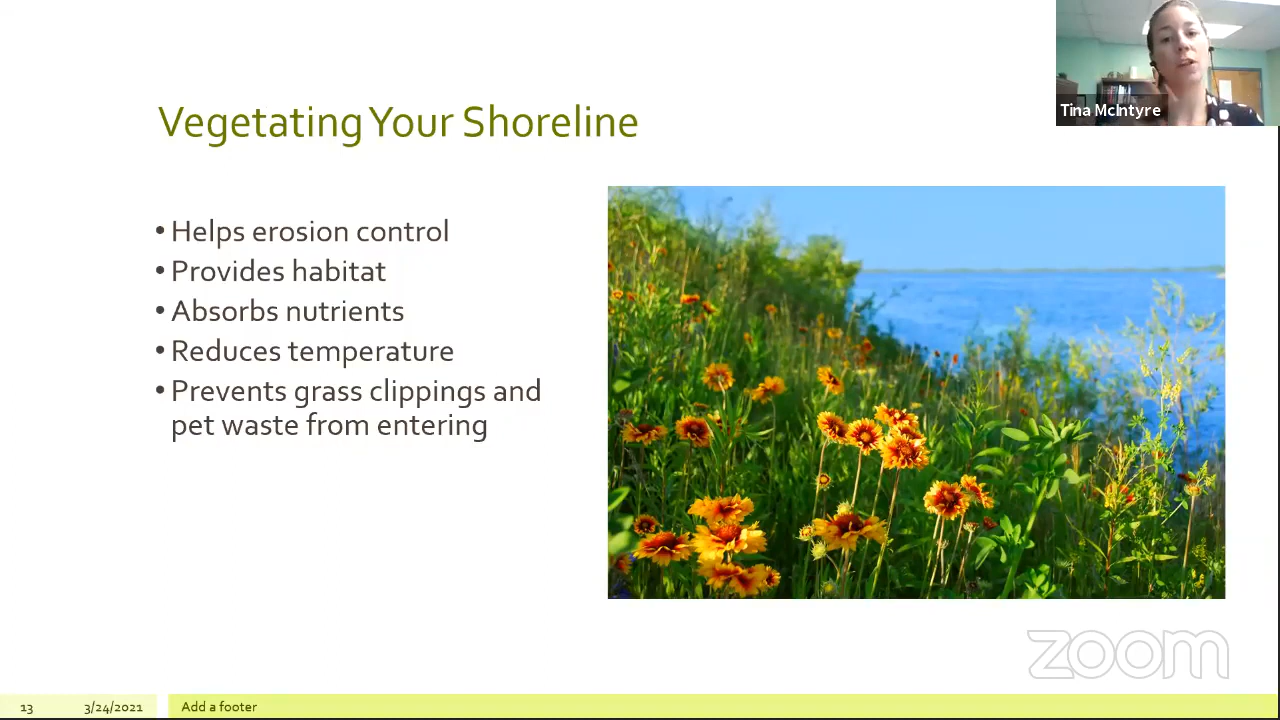 Tina McIntyre
Vegetating Your Shoreline
• Helps erosion control
• Provides habitat
• Absorbs nutrients
• Reduces temperature
• Prevents grass clippings and
pet waste from entering
zoom
13 3/24/2021 Add a footer